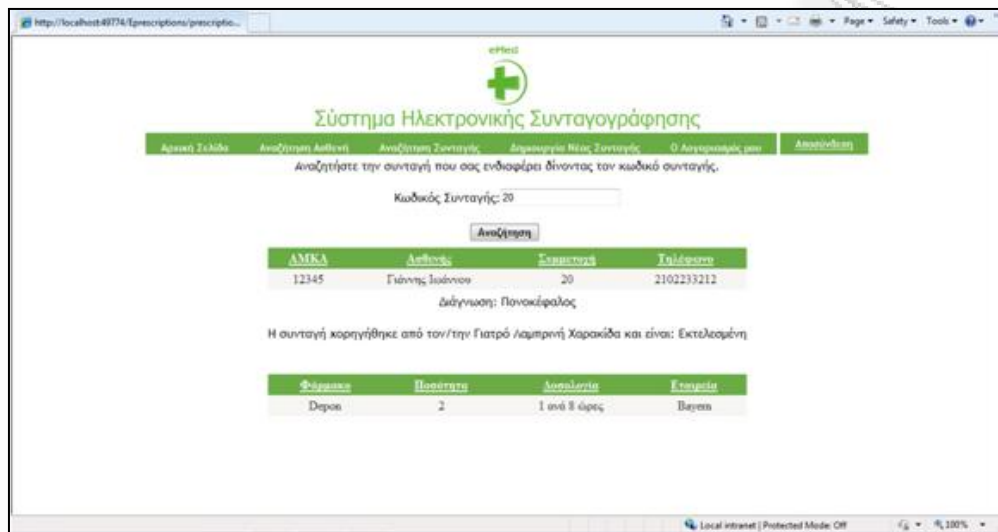 http://localhost:49774/Eprescriptions/prescriptio...
Page Safety Tools
eMed
Σύστημα Ηλεκτρονικής Συνταγογράφησης
Αρχική Σελίδα Αναζήτηση Ασθενή Αναζήτηση Συνταγής Δημιουργία Νέας Συνταγής Ο Λογαριασμός μου Αποσύνδεση
Αναζητήστε την συνταγή που σας ενδιαφέρει δίνοντας τον κωδικό συνταγής.
Κωδικός Συνταγής: 20
Αναζήτηση
ΑΜΚΑ Ασθενής Συμμετοχή Τηλέφωνο
12345 Γιάννης Ιωάννου 20 2102233212
Διάγνωση: Πονοκέφαλος
Η συνταγή χορηγήθηκε από τον/την Γιατρό Λαμπρινή Χαρακίδα και είναι: Εκτελεσμένη
Φάρμακο Ποσότητα Δοσολογία Εταιρεία
Depon 2 1 ανά 8 ώρες Bayern
Local intranet | Protected Mode: Off 100%